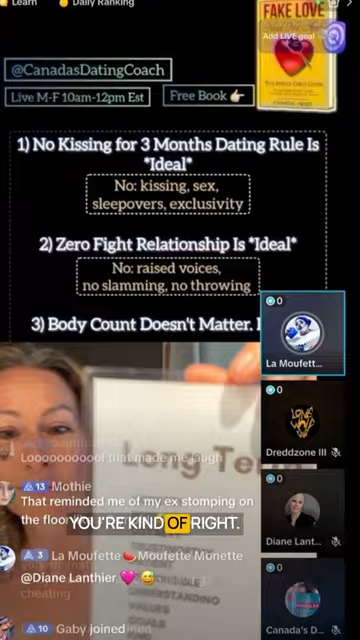 Learn
Daily Ranking
FAKE LOVE
Add LIVE goal
@CanadasDatingCoach
Live M-F 10am-12pm Est
Free Book 👉
1) No Kissing for 3 Months Dating Rule Is
*Ideal*
No: kissing, sex,
sleepovers, exclusivity
2) Zero Fight Relationship Is *Ideal*
No: raised voices,
no slamming, no throwing
3) Body Count Doesn't Matter.
0
La Moufett...
0
Dreddzone III
0
Diane Lant...
0
Canada's D...
Long Te
UNDERSTANDING
VALUES
GOALS
Looooooooool that made me laugh
13 Mothie
That reminded me of my ex stomping on
the floor
YOU'RE KIND OF RIGHT.
3 La Moufette 🍉 Moufette Monette
@Diane Lanthier 🩷 😅
cheating
10 Gaby joined